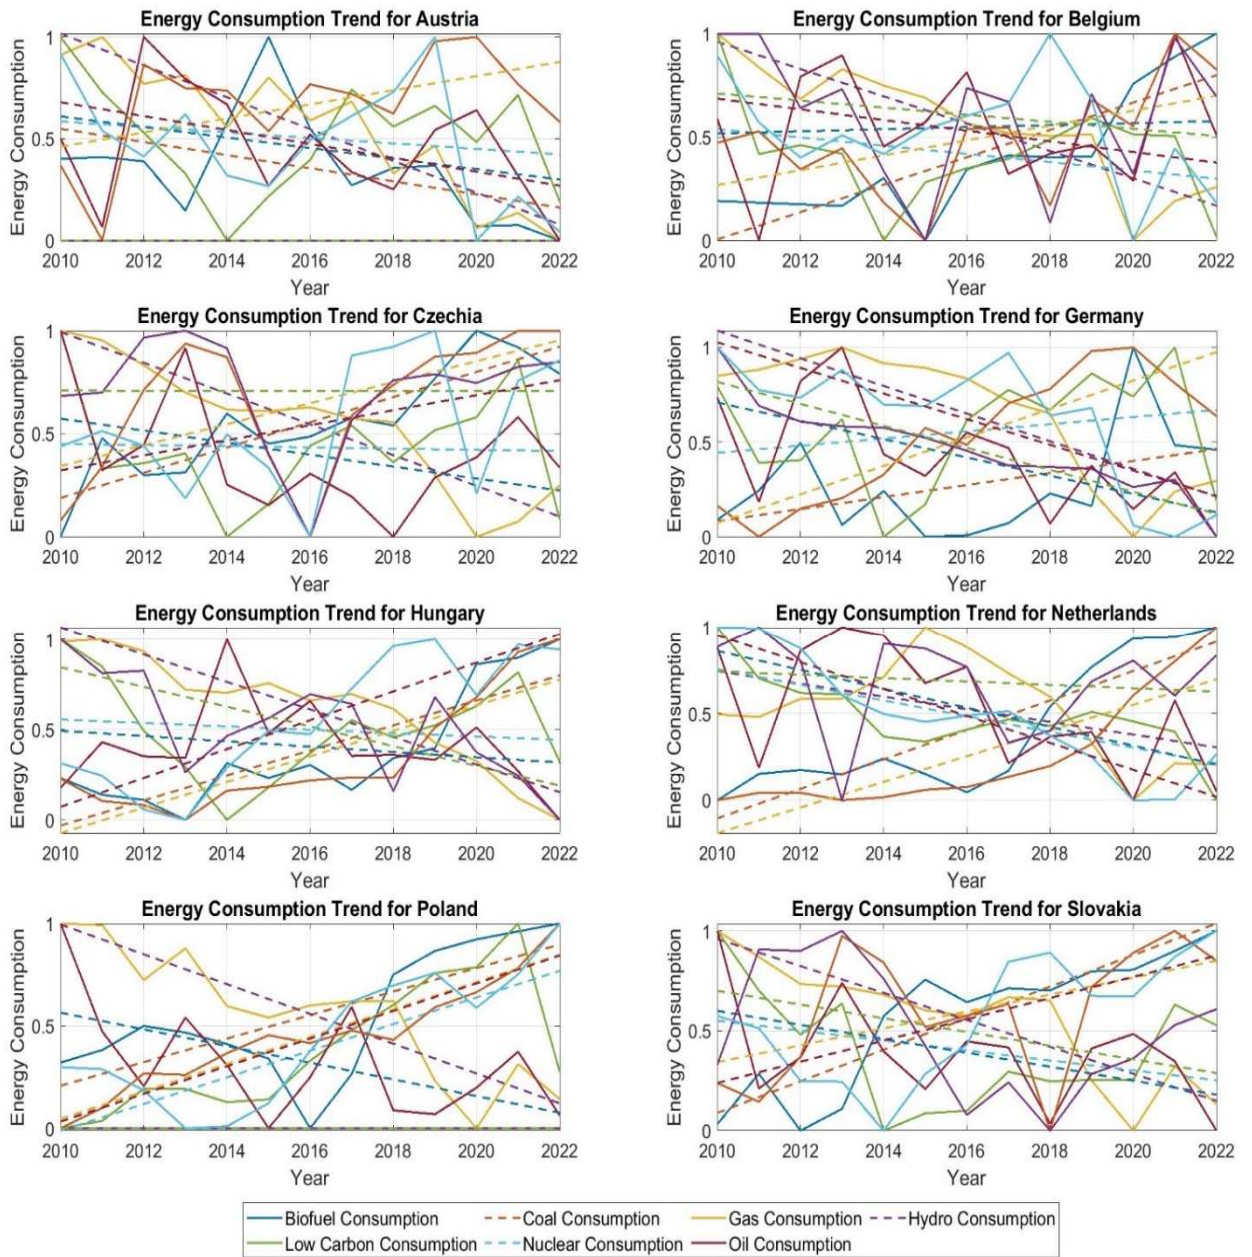 Energy Consumption Trend for Austria
Energy Consumption Trend for Belgium
1
0.5
0
Energy Consumption
2010 2012 2014 2016 2018 2020 2022
Year
1
0.5
0
Energy Consumption
2010 2012 2014 2016 2018 2020 2022
Year
Energy Consumption Trend for Czechia
Energy Consumption Trend for Germany
1
0.5
0
Energy Consumption
2010 2012 2014 2016 2018 2020 2022
Year
1
0.5
0
Energy Consumption
2010 2012 2014 2016 2018 2020 2022
Year
Energy Consumption Trend for Hungary
Energy Consumption Trend for Netherlands
1
0.5
0
Energy Consumption
2010 2012 2014 2016 2018 2020 2022
Year
1
0.5
0
Energy Consumption
2010 2012 2014 2016 2018 2020 2022
Year
Energy Consumption Trend for Poland
Energy Consumption Trend for Slovakia
1
0.5
0
Energy Consumption
2010 2012 2014 2016 2018 2020 2022
Year
1
0.5
0
Energy Consumption
2010 2012 2014 2016 2018 2020 2022
Year
Biofuel Consumption Coal Consumption Gas Consumption Hydro Consumption
Low Carbon Consumption Nuclear Consumption Oil Consumption